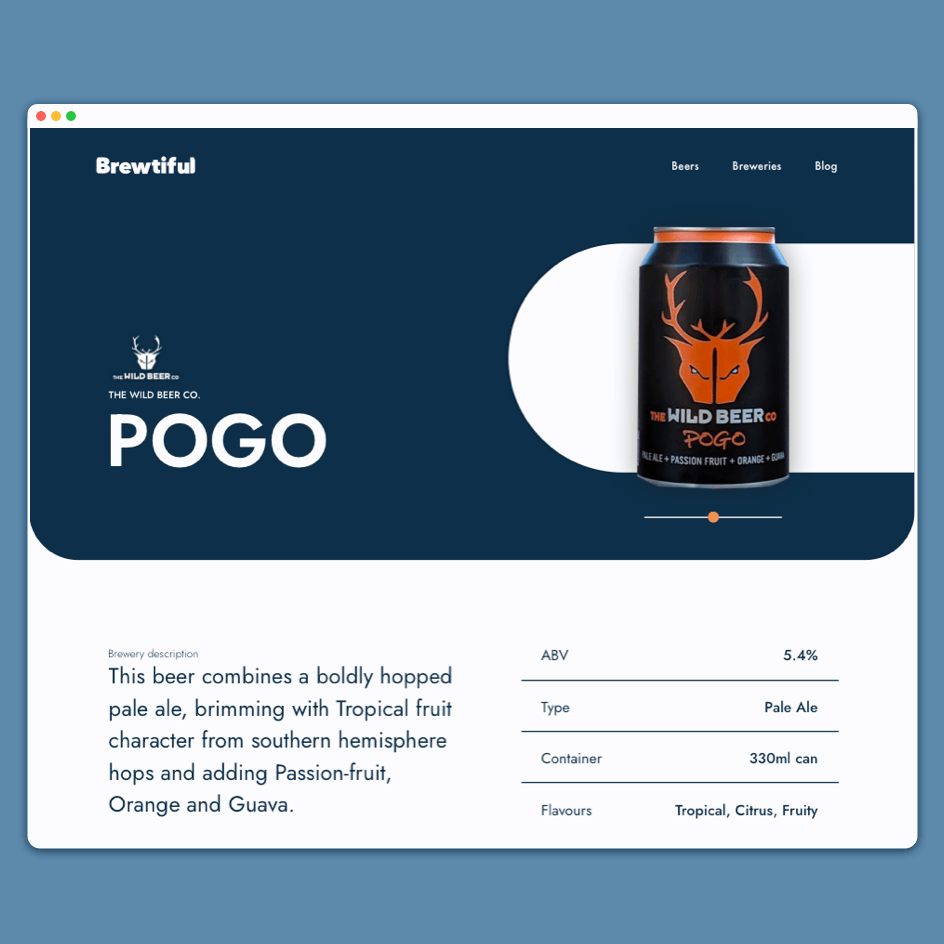 Brewtiful
Beers Breweries Blog
THE WILD BEER CO
THE WILD BEER CO.
POGO
THE WILD BEER CO
POGO
PALE ALE + PASSION FRUIT + ORANGE + GUAVA
Brewery description
This beer combines a boldly hopped
pale ale, brimming with Tropical fruit
character from southern hemisphere
hops and adding Passion-fruit,
Orange and Guava.
ABV 5.4%
Type Pale Ale
Container 330ml can
Flavours Tropical, Citrus, Fruity